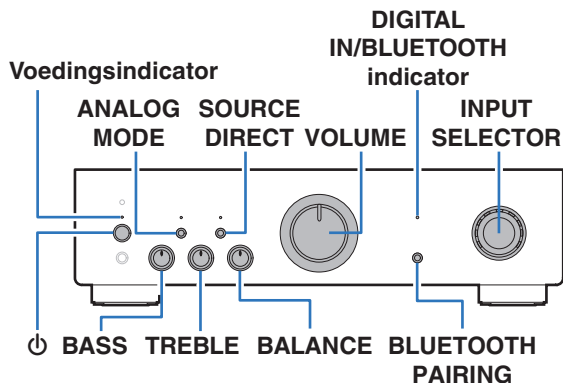 DIGITAL
IN/BLUETOOTH
indicator
Voedingsindicator
ANALOG
MODE
SOURCE
DIRECT
VOLUME
INPUT
SELECTOR
BASS
TREBLE
BALANCE
BLUETOOTH
PAIRING